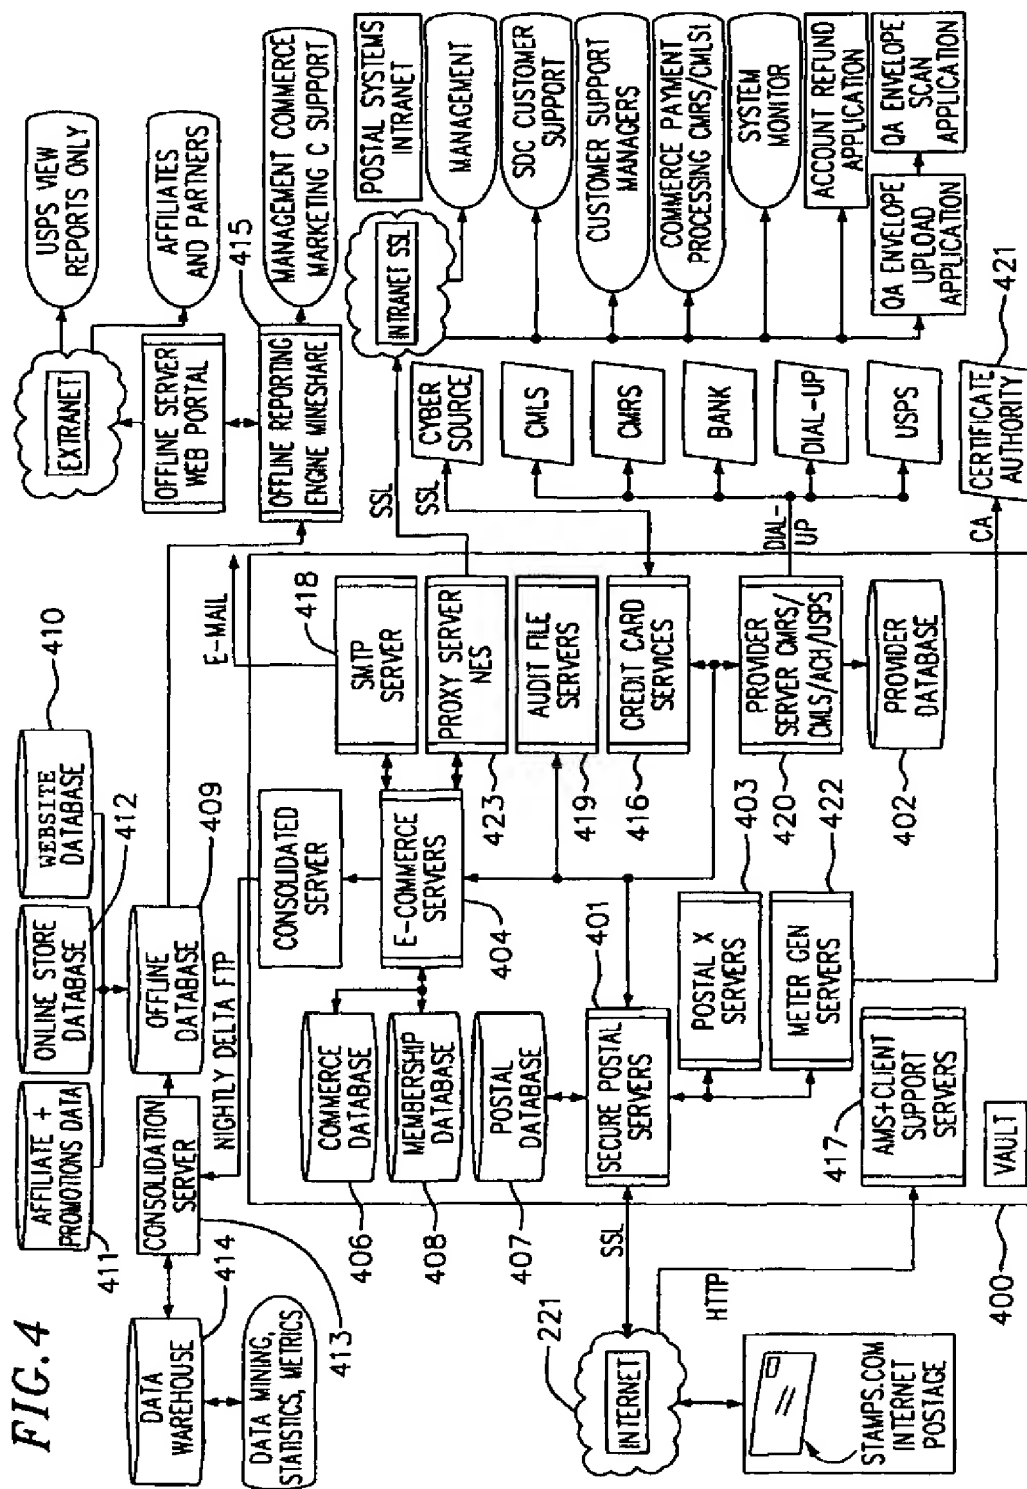 FIG. 4
DATA
WAREHOUSE
414
DATA MINING,
STATISTICS, METRICS
413
AFFILIATE +
PROMOTIONS DATA
411
ONLINE STORE
DATABASE
412
WEBSITE
DATABASE
410
CONSOLIDATION
SERVER
OFFLINE
DATABASE
409
NIGHTLY DELTA FTP
E-MAIL
EXTRANET
USPS VIEW
REPORTS ONLY
AFFILIATES
AND PARTNERS
OFFLINE SERVER
WEB PORTAL
415
OFFLINE REPORTING
ENGINE MINESHARE
MANAGEMENT COMMERCE
MARKETING C SUPPORT
COMMERCE
DATABASE
406
MEMBERSHIP
DATABASE
408
POSTAL
DATABASE
407
CONSOLIDATED
SERVER
E-COMMERCE
SERVERS
404
SMTP
SERVER
418
PROXY SERVER
NES
423
AUDIT FILE
SERVERS
419
CREDIT CARD
SERVICES
416
PROVIDER
SERVER CMRS/
CMLS/ACH/USPS
420
PROVIDER
DATABASE
402
SECURE POSTAL
SERVERS
401
POSTAL X
SERVERS
403
METER GEN
SERVERS
422
AMS+CLIENT
SUPPORT
SERVERS
417
VAULT
400
INTERNET
221
SSL
HTTP
STAMPS.COM
INTERNET
POSTAGE
SSL
SSL
DIAL-
UP
CA
INTRANET SSL
POSTAL SYSTEMS
INTRANET
MANAGEMENT
SDC CUSTOMER
SUPPORT
CUSTOMER SUPPORT
MANAGERS
COMMERCE PAYMENT
PROCESSING CMRS/CMLSt
SYSTEM
MONITOR
ACCOUNT REFUND
APPLICATION
QA ENVELOPE
UPLOAD
APPLICATION
QA ENVELOPE
SCAN
APPLICATION
CYBER
SOURCE
CMLS
CMRS
BANK
DIAL-UP
USPS
CERTIFICATE
AUTHORITY
421